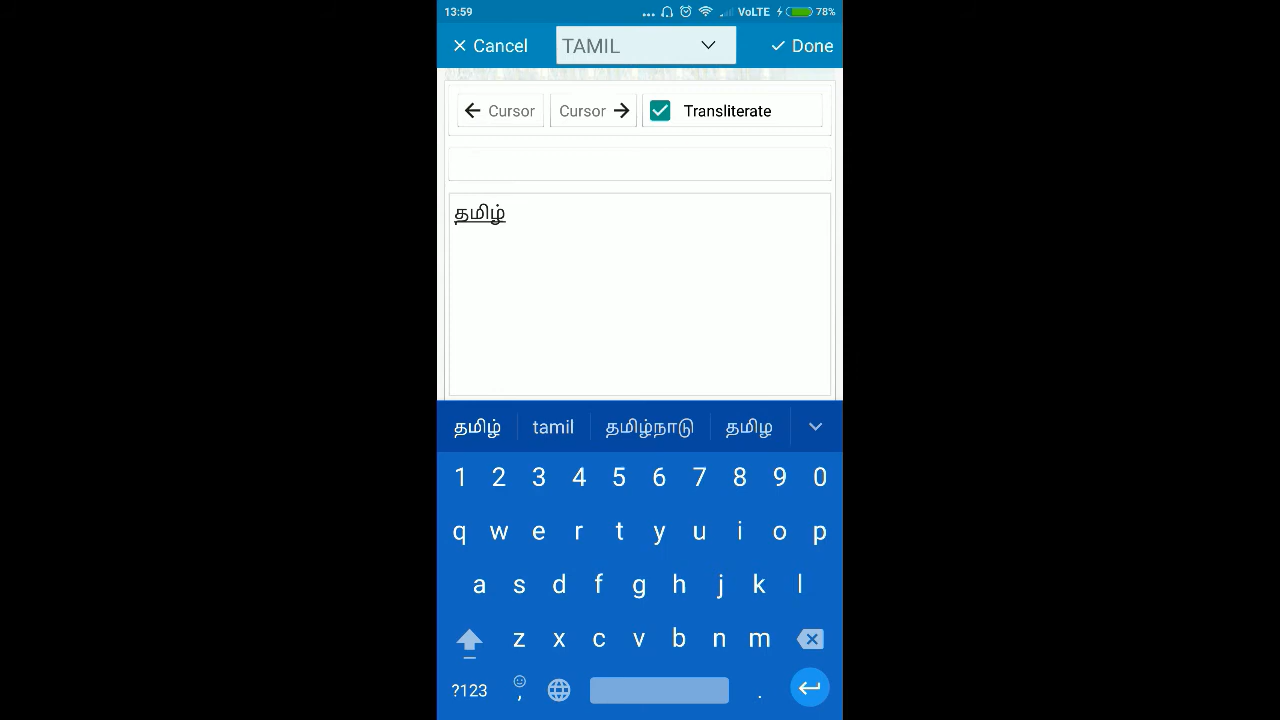 13:59 ... VoLTE 78%
Cancel TAMIL Done
Cursor Cursor Transliterate
தமிழ்
தமிழ் tamil தமிழ்நாடு தமிழ
1 2 3 4 5 6 7 8 9 0
q w e r t y u i o p
a s d f g h j k l
z x c v b n m
?123 , .